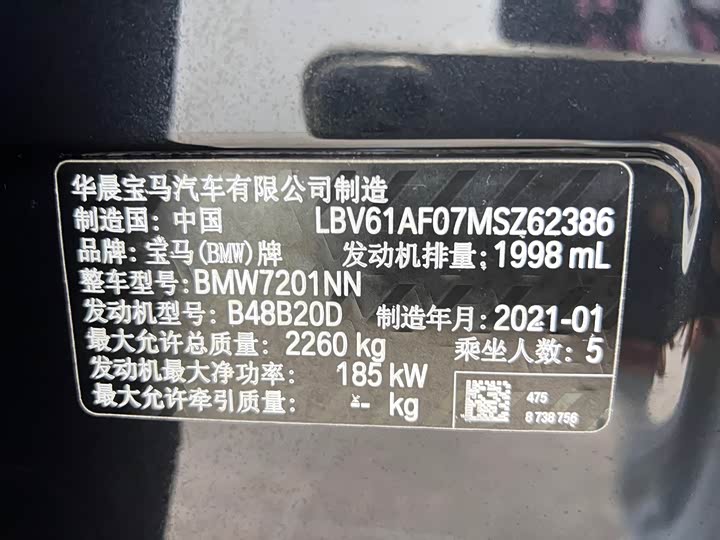 华晨宝马汽车有限公司制造
制造国: 中国 LBV61AF07MSZ62386
品牌: 宝马(BMW)牌 发动机排量: 1998 mL
整车型号: BMW7201NN
发动机型号: B48B20D 制造年月: 2021-01
最大允许总质量: 2260 kg 乘坐人数: 5
发动机最大净功率: 185 kW
最大允许牵引质量: -- kg
475
8 738 756